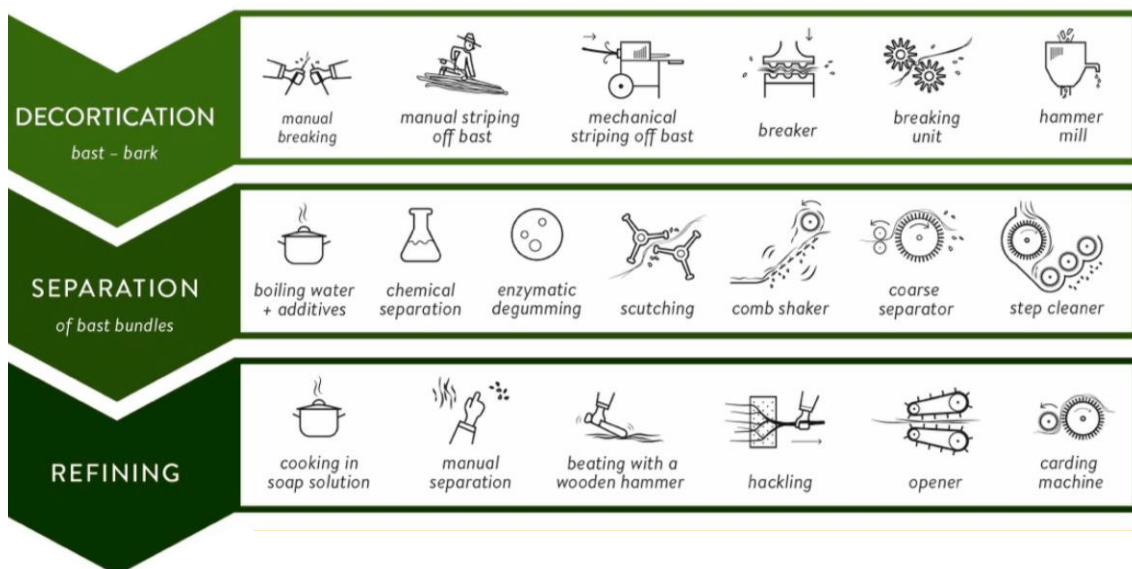 DECORTICATION
bast – bark
manual
breaking
manual striping
off bast
mechanical
striping off bast
breaker
breaking
unit
hammer
mill
SEPARATION
of bast bundles
boiling water
+ additives
chemical
separation
enzymatic
degumming
scutching
comb shaker
coarse
separator
step cleaner
REFINING
cooking in
soap solution
manual
separation
beating with a
wooden hammer
hackling
opener
carding
machine